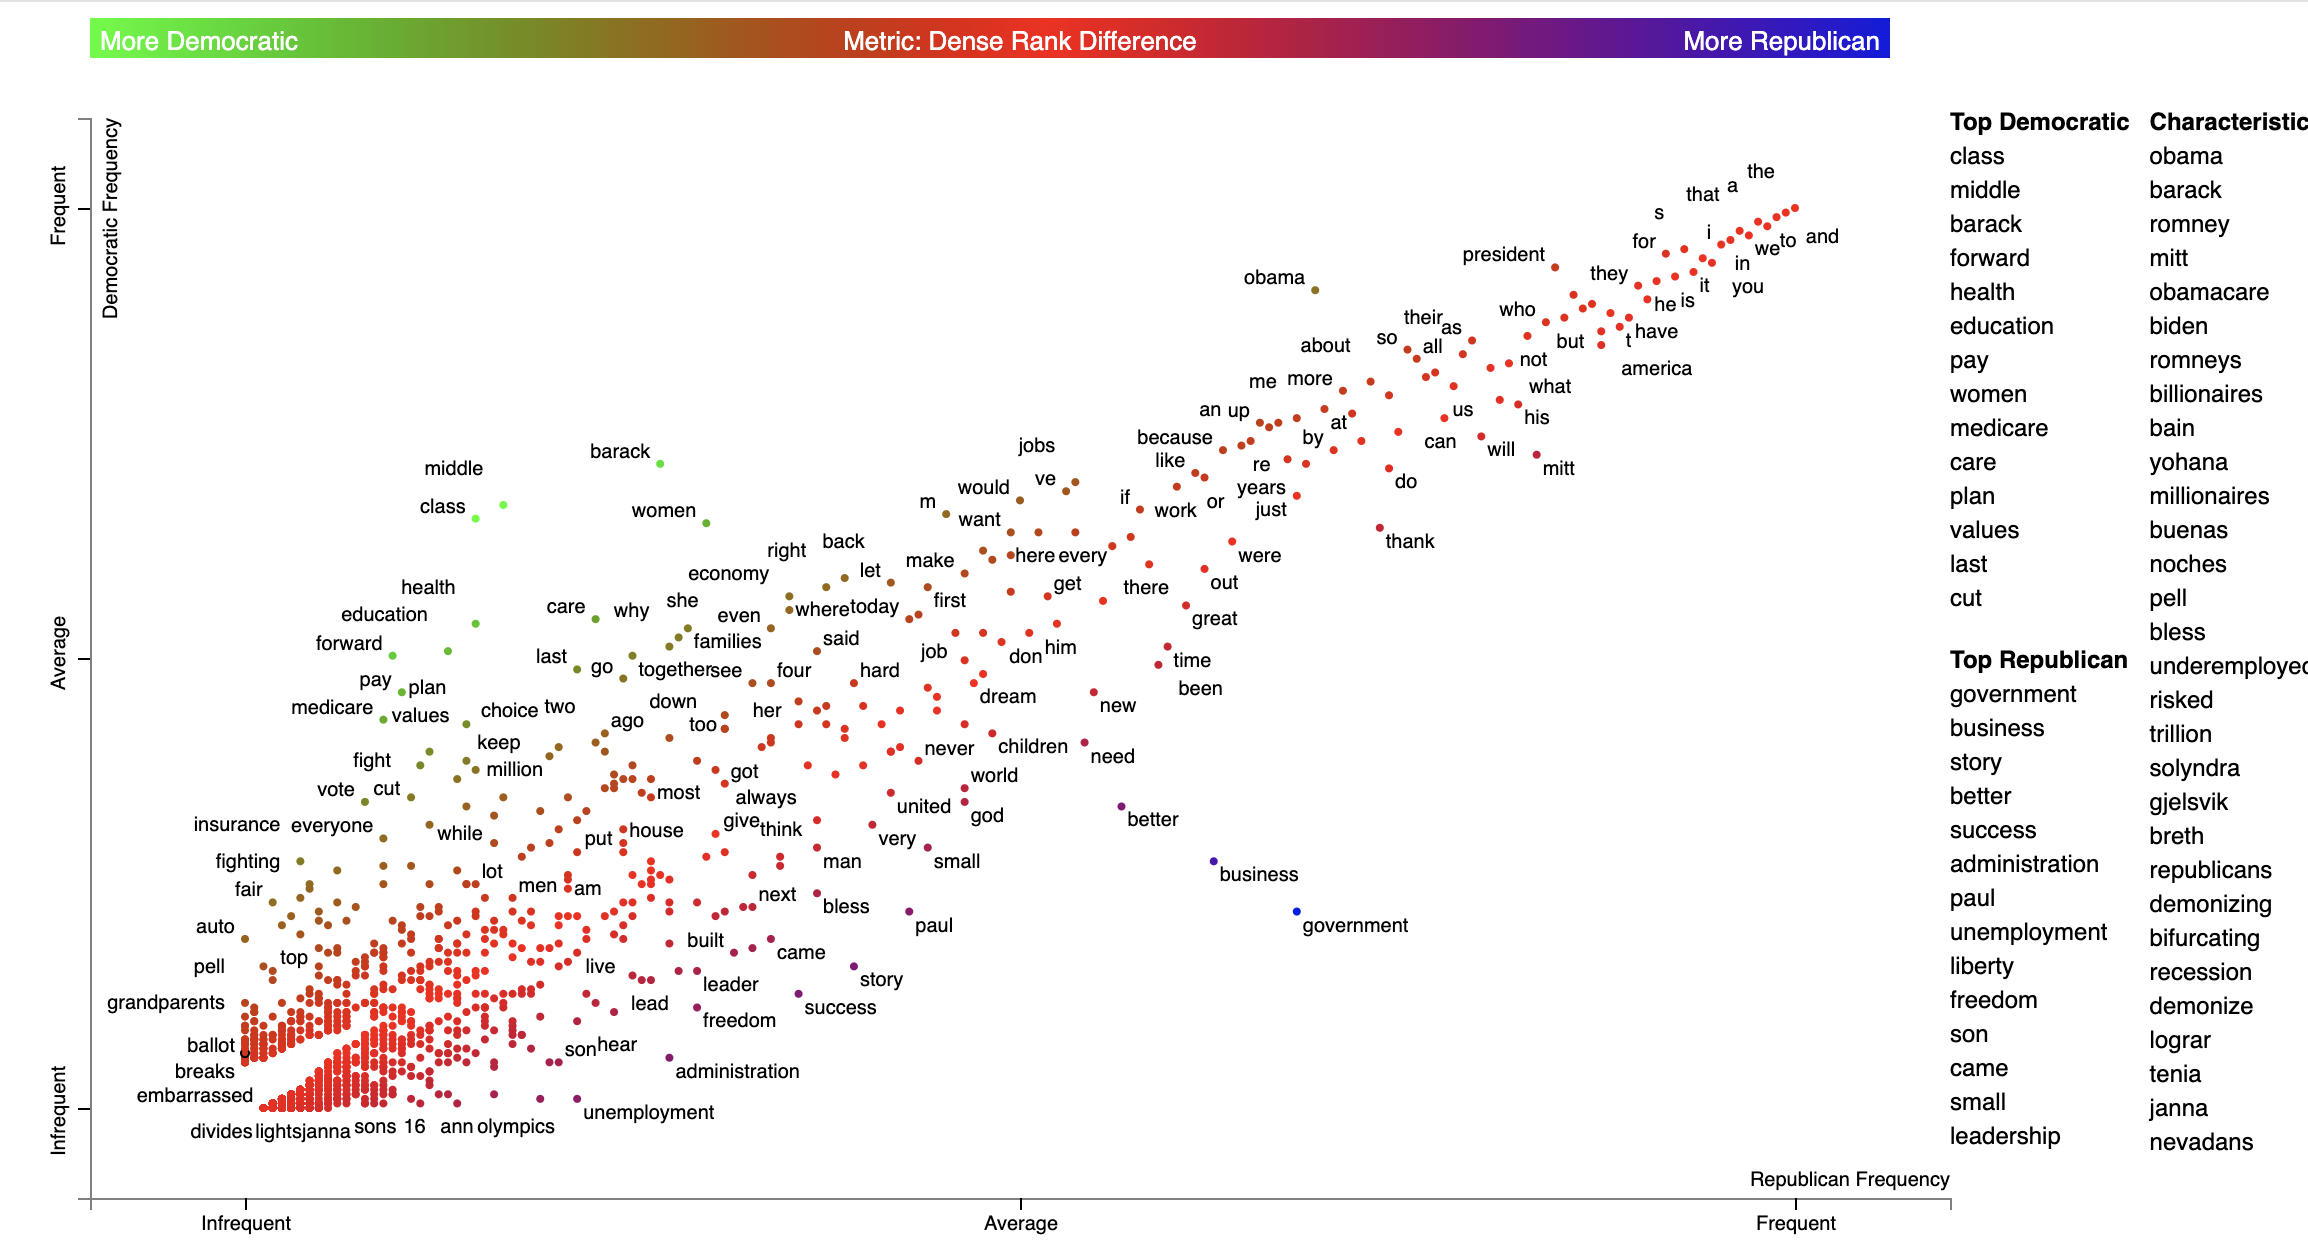 More Democratic Metric: Dense Rank Difference More Republican
Frequent
Average
Infrequent
Democratic Frequency
the
that a
s
i
for
we to and
president
in
they
it you
obama
he is
who
their as
so all
but t have
about
not
america
me more
what
an up
at us
his
because
by
can
will
jobs
barack
like
re
mitt
middle
ve
do
would
years
m
if
or
class
women
want
work
just
right back
here every
were
thank
economy
let
make
health
get
there
out
care why she
even
where today
first
education
great
forward
families
said
job
don him
last go
together see
four
hard
time
pay plan
dream
been
medicare values
choice two
down
her
new
ago
too
keep
never
children
need
fight
million
got
world
vote cut
most
always
united
god
better
insurance everyone
while
put house
give think
very
fighting
lot
man
small
business
fair
men am
next
bless
auto
paul
government
top
built
came
pell
live
story
grandparents
lead
leader
freedom
success
ballot
son hear
breaks
administration
embarrassed
unemployment
divides lights janna sons 16 ann olympics
Republican Frequency
Infrequent Average Frequent
Top Democratic
class
middle
barack
forward
health
education
pay
women
medicare
care
plan
values
last
cut
Top Republican
government
business
story
better
success
administration
paul
unemployment
liberty
freedom
son
came
small
leadership
Characteristic
obama
barack
romney
mitt
obamacare
biden
romneys
billionaires
bain
yohana
millionaires
buenas
noches
pell
bless
underemployed
risked
trillion
solyndra
gjelsvik
breth
republicans
demonizing
bifurcating
recession
demonize
lograr
tenia
janna
nevadans